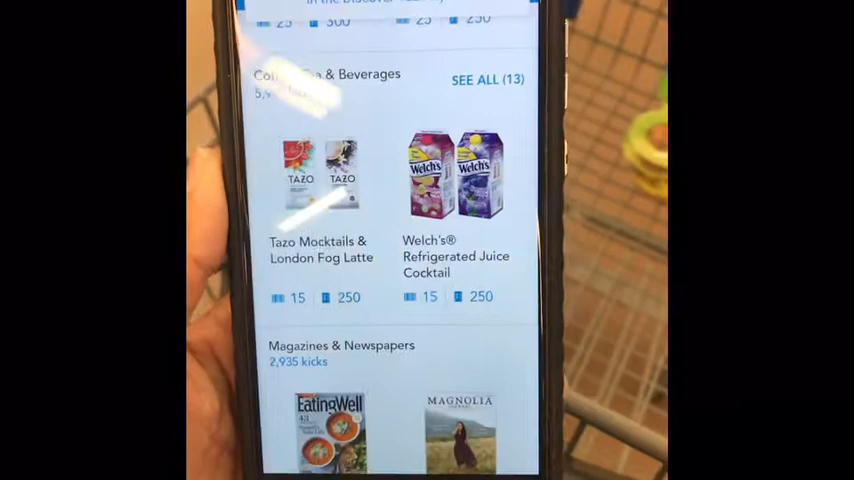 25 300 25 250
& Beverages
SEE ALL (13)
TAZO TAZO
Welch's Welch's
Tazo Mocktails &
London Fog Latte
Welch's®
Refrigerated Juice
Cocktail
15 250 15 250
Magazines & Newspapers
2,935 kicks
EatingWell
MAGNOLIA